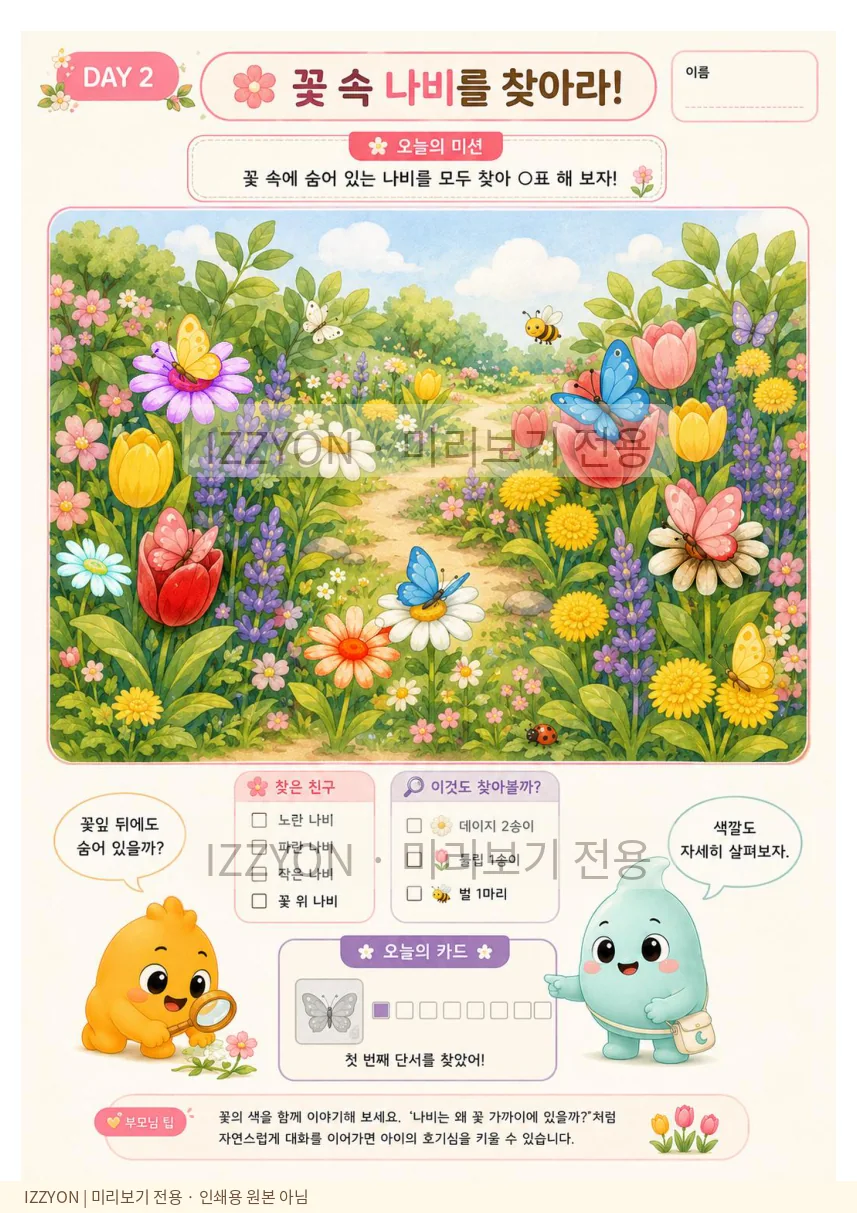 DAY 2
꽃 속 나비를 찾아라!
이름
오늘의 미션
꽃 속에 숨어 있는 나비를 모두 찾아 ○표 해 보자!
IZZYON · 미리보기 전용
찾은 친구
노란 나비
파란 나비
작은 나비
꽃 위 나비
이것도 찾아볼까?
데이지 2송이
튤립 1송이
벌 1마리
IZZYON · 미리보기 전용
꽃잎 뒤에도
숨어 있을까?
색깔도
자세히 살펴보자.
오늘의 카드
첫 번째 단서를 찾았어!
부모님 팁
꽃의 색을 함께 이야기해 보세요. ‘나비는 왜 꽃 가까이에 있을까?’처럼
자연스럽게 대화를 이어가면 아이의 호기심을 키울 수 있습니다.
IZZYON | 미리보기 전용 · 인쇄용 원본 아님